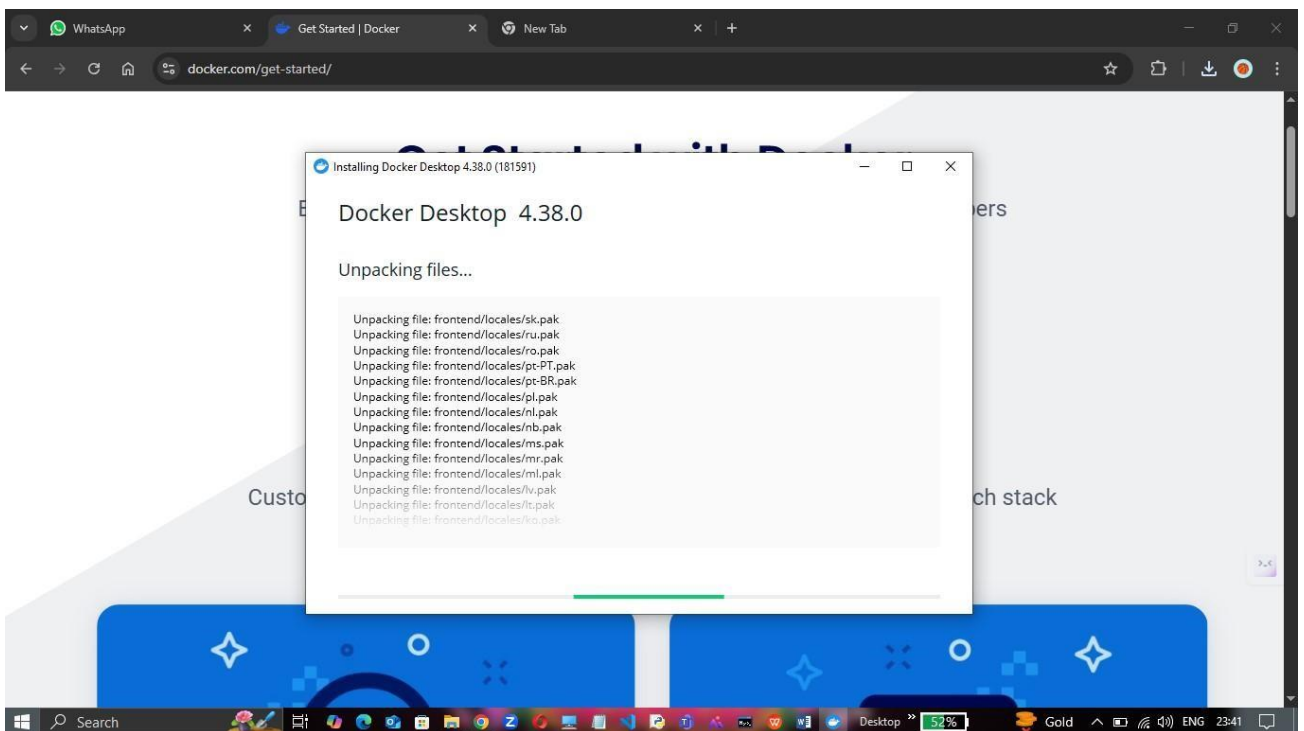 WhatsApp
Get Started | Docker
New Tab
docker.com/get-started/
Installing Docker Desktop 4.38.0 (181591)
Docker Desktop 4.38.0
ers
Unpacking files...
Unpacking file: frontend/locales/sk.pak
Unpacking file: frontend/locales/ru.pak
Unpacking file: frontend/locales/ro.pak
Unpacking file: frontend/locales/pt-PT.pak
Unpacking file: frontend/locales/pt-BR.pak
Unpacking file: frontend/locales/pl.pak
Unpacking file: frontend/locales/nl.pak
Unpacking file: frontend/locales/nb.pak
Unpacking file: frontend/locales/ms.pak
Unpacking file: frontend/locales/mr.pak
Unpacking file: frontend/locales/ml.pak
Unpacking file: frontend/locales/lv.pak
Unpacking file: frontend/locales/lt.pak
Unpacking file: frontend/locales/ko.pak
Custo
ch stack
Search
Desktop
52%
Gold
ENG
23:41